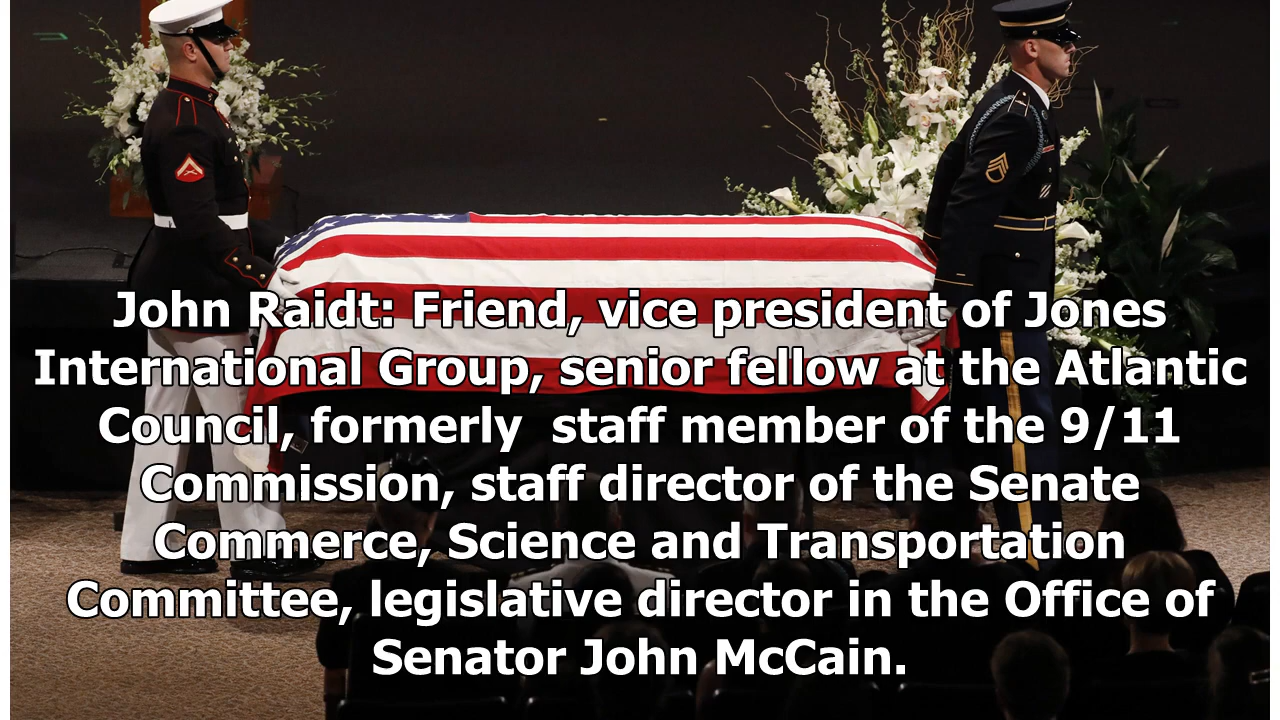 John Raidt: Friend, vice president of Jones
International Group, senior fellow at the Atlantic
Council, formerly  staff member of the 9/11
Commission, staff director of the Senate
Commerce, Science and Transportation
Committee, legislative director in the Office of
Senator John McCain.